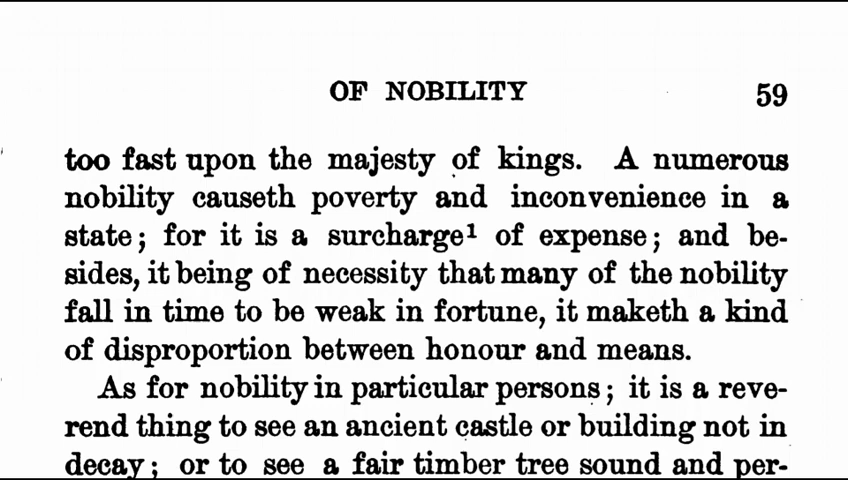 OF NOBILITY 59
too fast upon the majesty of kings. A numerous
nobility causeth poverty and inconvenience in a
state; for it is a surcharge¹ of expense; and be-
sides, it being of necessity that many of the nobility
fall in time to be weak in fortune, it maketh a kind
of disproportion between honour and means.
As for nobility in particular persons; it is a reve-
rend thing to see an ancient castle or building not in
decay; or to see a fair timber tree sound and per-